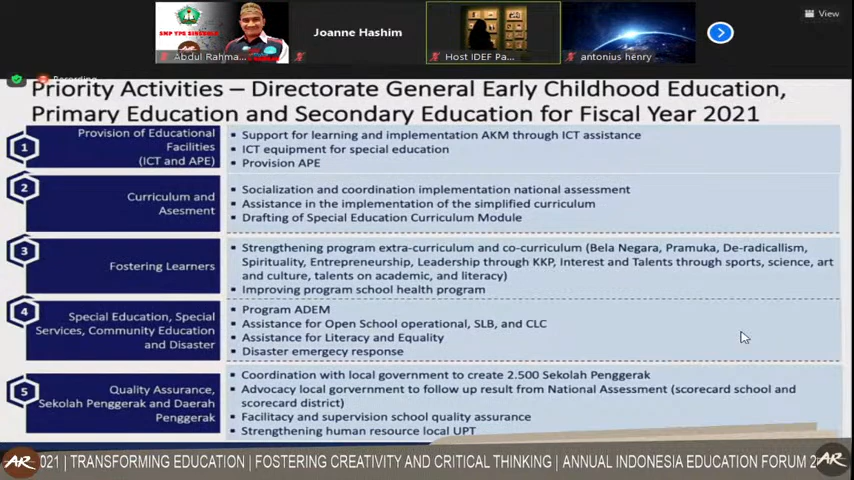 View
SMP YPS SINGKOLE
Abdul Rahma...
Joanne Hashim
Host IDEF Pa...
antonius henry
Recording
Priority Activities – Directorate General Early Childhood Education,
Primary Education and Secondary Education for Fiscal Year 2021
1
Provision of Educational
Facilities
(ICT and APE)
Support for learning and implementation AKM through ICT assistance
ICT equipment for special education
Provision APE
2
Curriculum and
Asesment
Socialization and coordination implementation national assessment
Assistance in the implementation of the simplified curriculum
Drafting of Special Education Curriculum Module
3
Fostering Learners
Strengthening program extra-curriculum and co-curriculum (Bela Negara, Pramuka, De-radicallism,
Spirituality, Entrepreneurship, Leadership through KKP, Interest and Talents through sports, science, art
and culture, talents on academic, and literacy)
Improving program school health program
4
Special Education, Special
Services, Community Education
and Disaster
Program ADEM
Assistance for Open School operational, SLB, and CLC
Assistance for Literacy and Equality
Disaster emergecy response
5
Quality Assurance,
Sekolah Penggerak and Daerah
Penggerak
Coordination with local government to create 2.500 Sekolah Penggerak
Advocacy local gorvernment to follow up result from National Assessment (scorecard school and
scorecard district)
Facilitacy and supervision school quality assurance
Strengthening human resource local UPT
AR
021 | TRANSFORMING EDUCATION | FOSTERING CREATIVITY AND CRITICAL THINKING | ANNUAL INDONESIA EDUCATION FORUM 2
AR